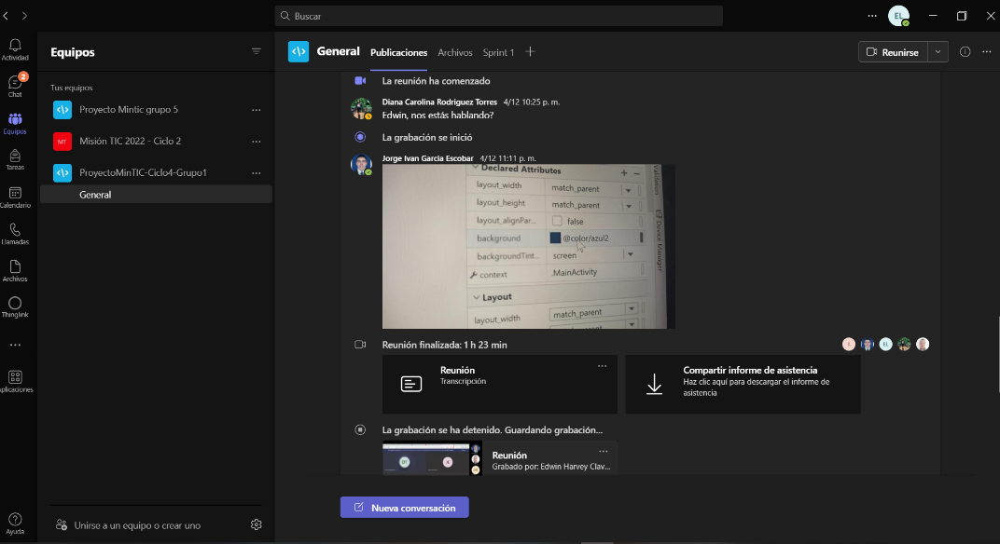 Buscar
EL
Actividad
2
Chat
Equipos
Tareas
Calendario
Llamadas
Archivos
Thinglink
Aplicaciones
Ayuda
Equipos
Tus equipos
Proyecto Mintic grupo 5
MT
Misión TIC 2022 - Ciclo 2
ProyectoMinTIC-Ciclo4-Grupo1
General
Unirse a un equipo o crear uno
General
Publicaciones
Archivos
Sprint 1
Reunirse
La reunión ha comenzado
Diana Carolina Rodriguez Torres 4/12 10:25 p. m.
Edwin, nos estás hablando?
La grabación se inició
Jorge Ivan Garcia Escobar 4/12 11:11 p. m.
Declared Attributes
layout_width match_parent
layout_height match_parent
layout_alignPar... false
background @color/azul2
backgroundTint... screen
context .MainActivity
Layout
layout_width match_parent
Validation
Device Manager
Reunión finalizada: 1 h 23 min
EL
Reunión
Transcripción
Compartir informe de asistencia
Haz clic aquí para descargar el informe de
asistencia
La grabación se ha detenido. Guardando grabación...
Reunión
Grabado por: Edwin Harvey Clav...
Nueva conversación